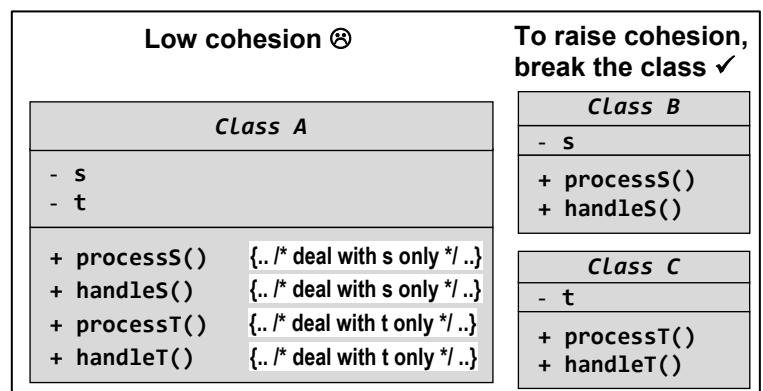 Low cohesion ☹
Class A
- s
- t
+ processS() {.. /* deal with s only */ ..}
+ handleS() {.. /* deal with s only */ ..}
+ processT() {.. /* deal with t only */ ..}
+ handleT() {.. /* deal with t only */ ..}
To raise cohesion,
break the class ✓
Class B
- s
+ processS()
+ handleS()
Class C
- t
+ processT()
+ handleT()